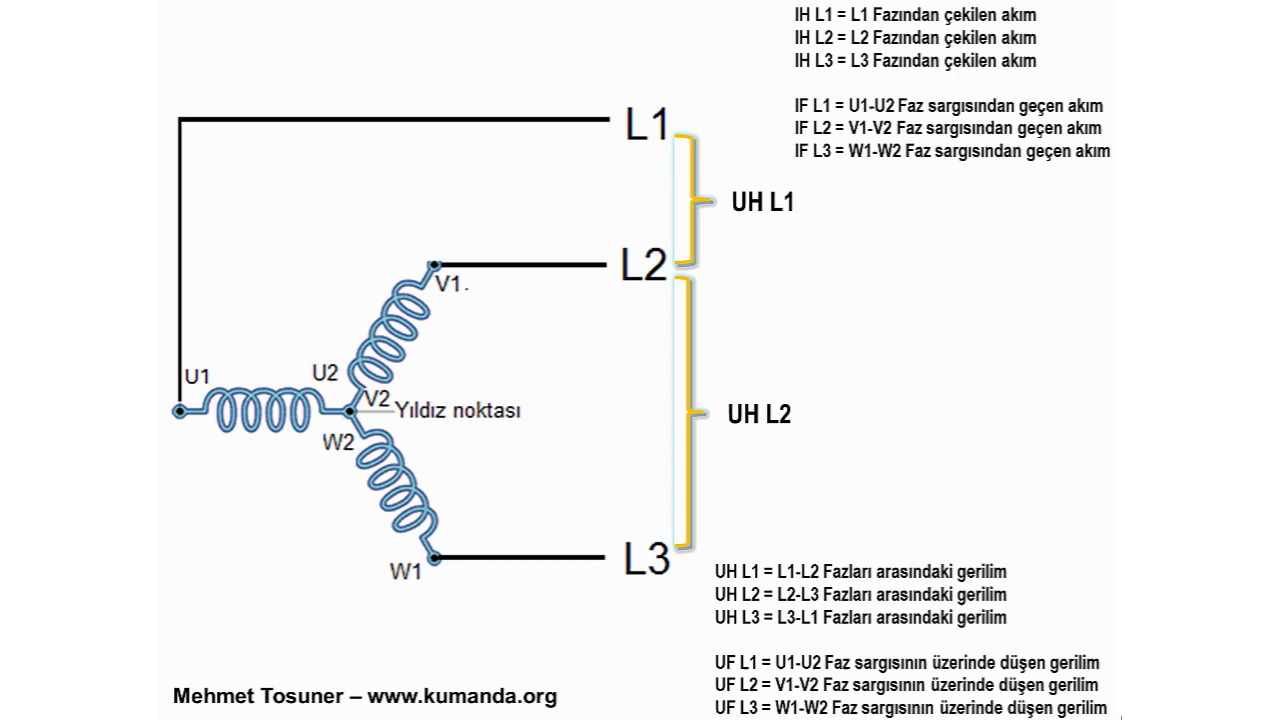 IH L1 = L1 Fazından çekilen akım
IH L2 = L2 Fazından çekilen akım
IH L3 = L3 Fazından çekilen akım
IF L1 = U1-U2 Faz sargısından geçen akım
IF L2 = V1-V2 Faz sargısından geçen akım
IF L3 = W1-W2 Faz sargısından geçen akım
L1
UH L1
L2
V1.
U1
U2
V2
Yıldız noktası
UH L2
W2
L3
W1
UH L1 = L1-L2 Fazları arasındaki gerilim
UH L2 = L2-L3 Fazları arasındaki gerilim
UH L3 = L3-L1 Fazları arasındaki gerilim
UF L1 = U1-U2 Faz sargısının üzerinde düşen gerilim
UF L2 = V1-V2 Faz sargısının üzerinde düşen gerilim
UF L3 = W1-W2 Faz sargısının üzerinde düşen gerilim
Mehmet Tosuner – www.kumanda.org